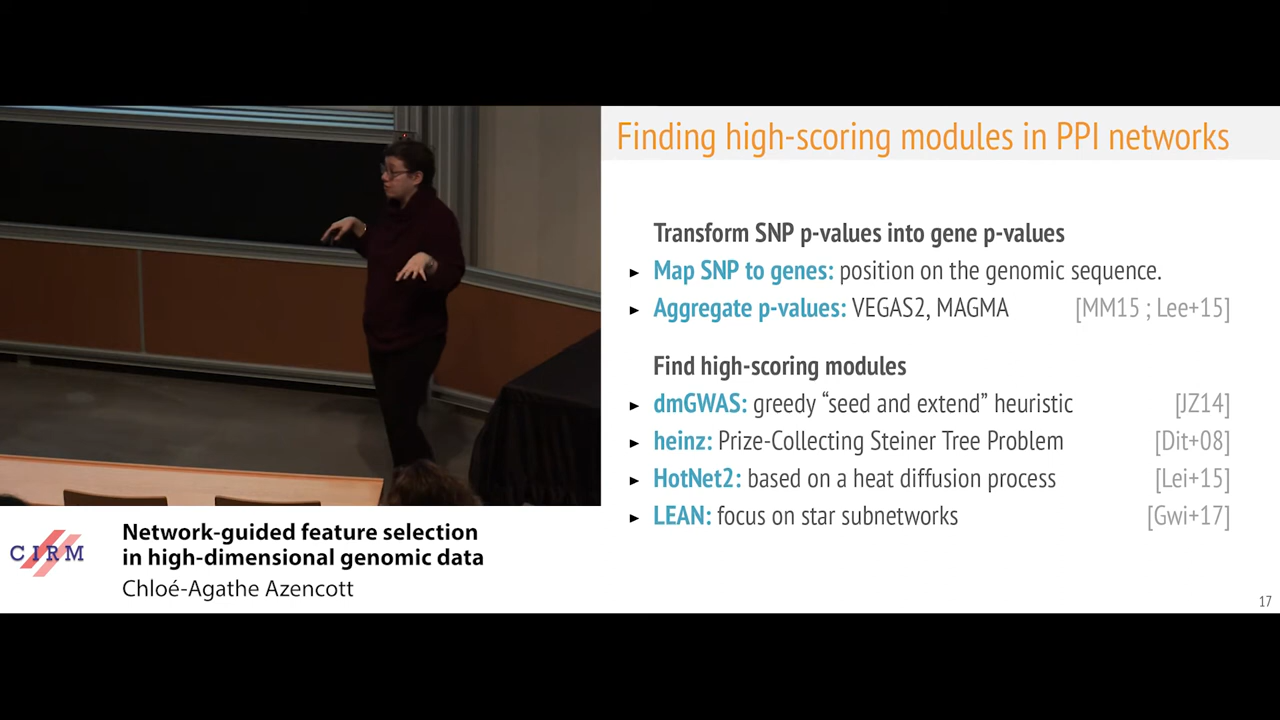 Finding high-scoring modules in PPI networks
Transform SNP p-values into gene p-values
► Map SNP to genes: position on the genomic sequence.
► Aggregate p-values: VEGAS2, MAGMA [MM15 ; Lee+15]
Find high-scoring modules
► dmGWAS: greedy “seed and extend” heuristic [JZ14]
► heinz: Prize-Collecting Steiner Tree Problem [Dit+08]
► HotNet2: based on a heat diffusion process [Lei+15]
► LEAN: focus on star subnetworks [Gwi+17]
17
CIRM
Network-guided feature selection
in high-dimensional genomic data
Chloé-Agathe Azencott